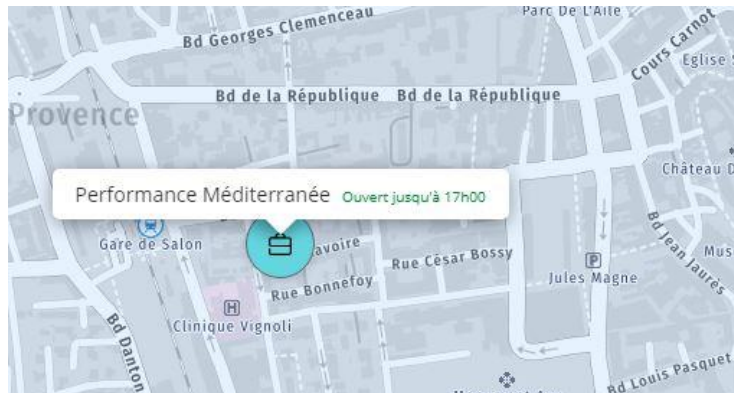 Bd Georges Clemenceau
Parc De L'Aile
Cours Carnot
Eglise
Bd de la République Bd de la République
Provence
Château D
Performance Méditerranée Ouvert jusqu'à 17h00
Gare de Salon
avoire
Rue César Bossy
Bd Jean Jaurès
Mus
P
Jules Magne
Rue Bonnefoy
H
Clinique Vignoli
Bd Danton
Bd Louis Pasquet